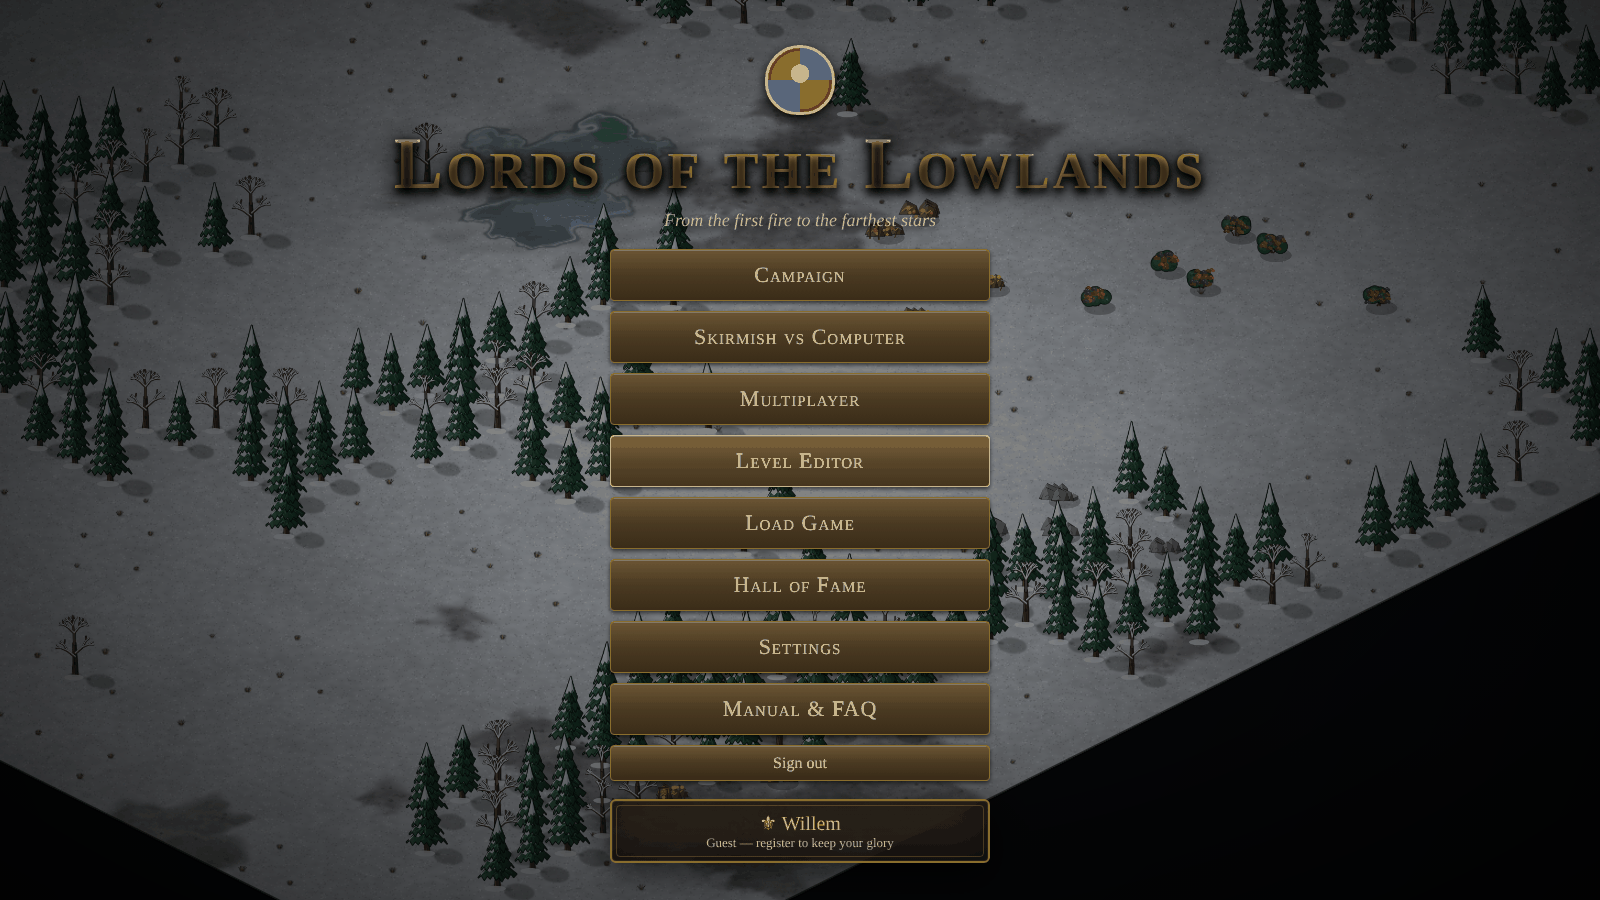 Lords of the Lowlands
From the first fire to the farthest stars
Campaign
Skirmish vs Computer
Multiplayer
Level Editor
Load Game
Hall of Fame
Settings
Manual & FAQ
Sign out
⚜ Willem
Guest — register to keep your glory